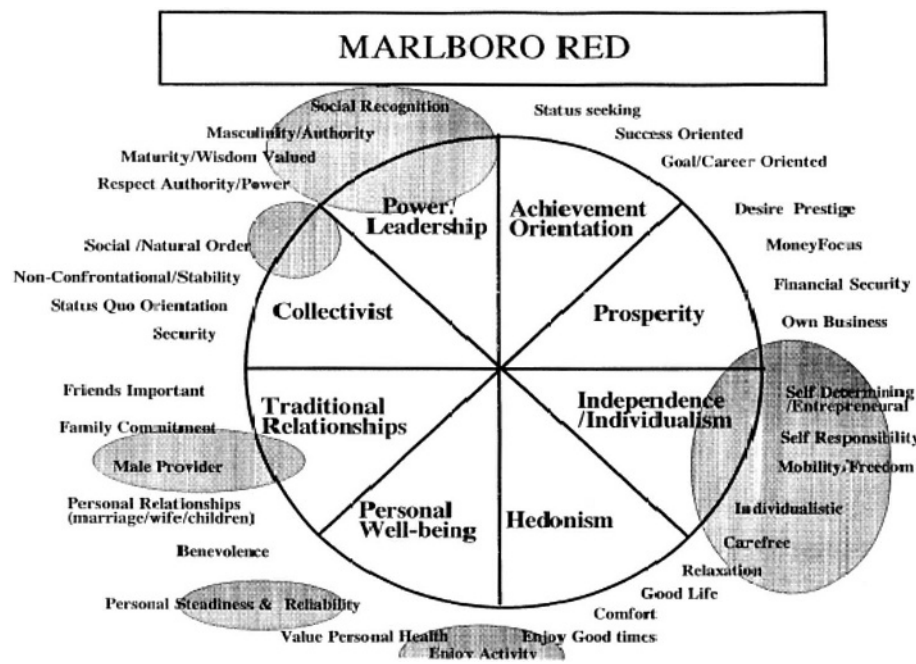 MARLBORO RED
Social Recognition
Masculinity/Authority
Maturity/Wisdom Valued
Respect Authority/Power
Social /Natural Order
Non-Confrontational/Stability
Status Quo Orientation
Security
Friends Important
Family Commitment
Male Provider
Personal Relationships
(marriage/wife/children)
Benevolence
Personal Steadiness & Reliability
Value Personal Health
Enjoy Activity
Enjoy Good times
Comfort
Good Life
Relaxation
Carefree
Individualistic
Mobility/Freedom
Self Responsibility
Self Determining
/Entrepreneural
Own Business
Financial Security
MoneyFocus
Desire Prestige
Goal/Career Oriented
Success Oriented
Status seeking
Power/
Leadership
Achievement
Orientation
Collectivist
Prosperity
Traditional
Relationships
Independence
/Individualism
Personal
Well-being
Hedonism